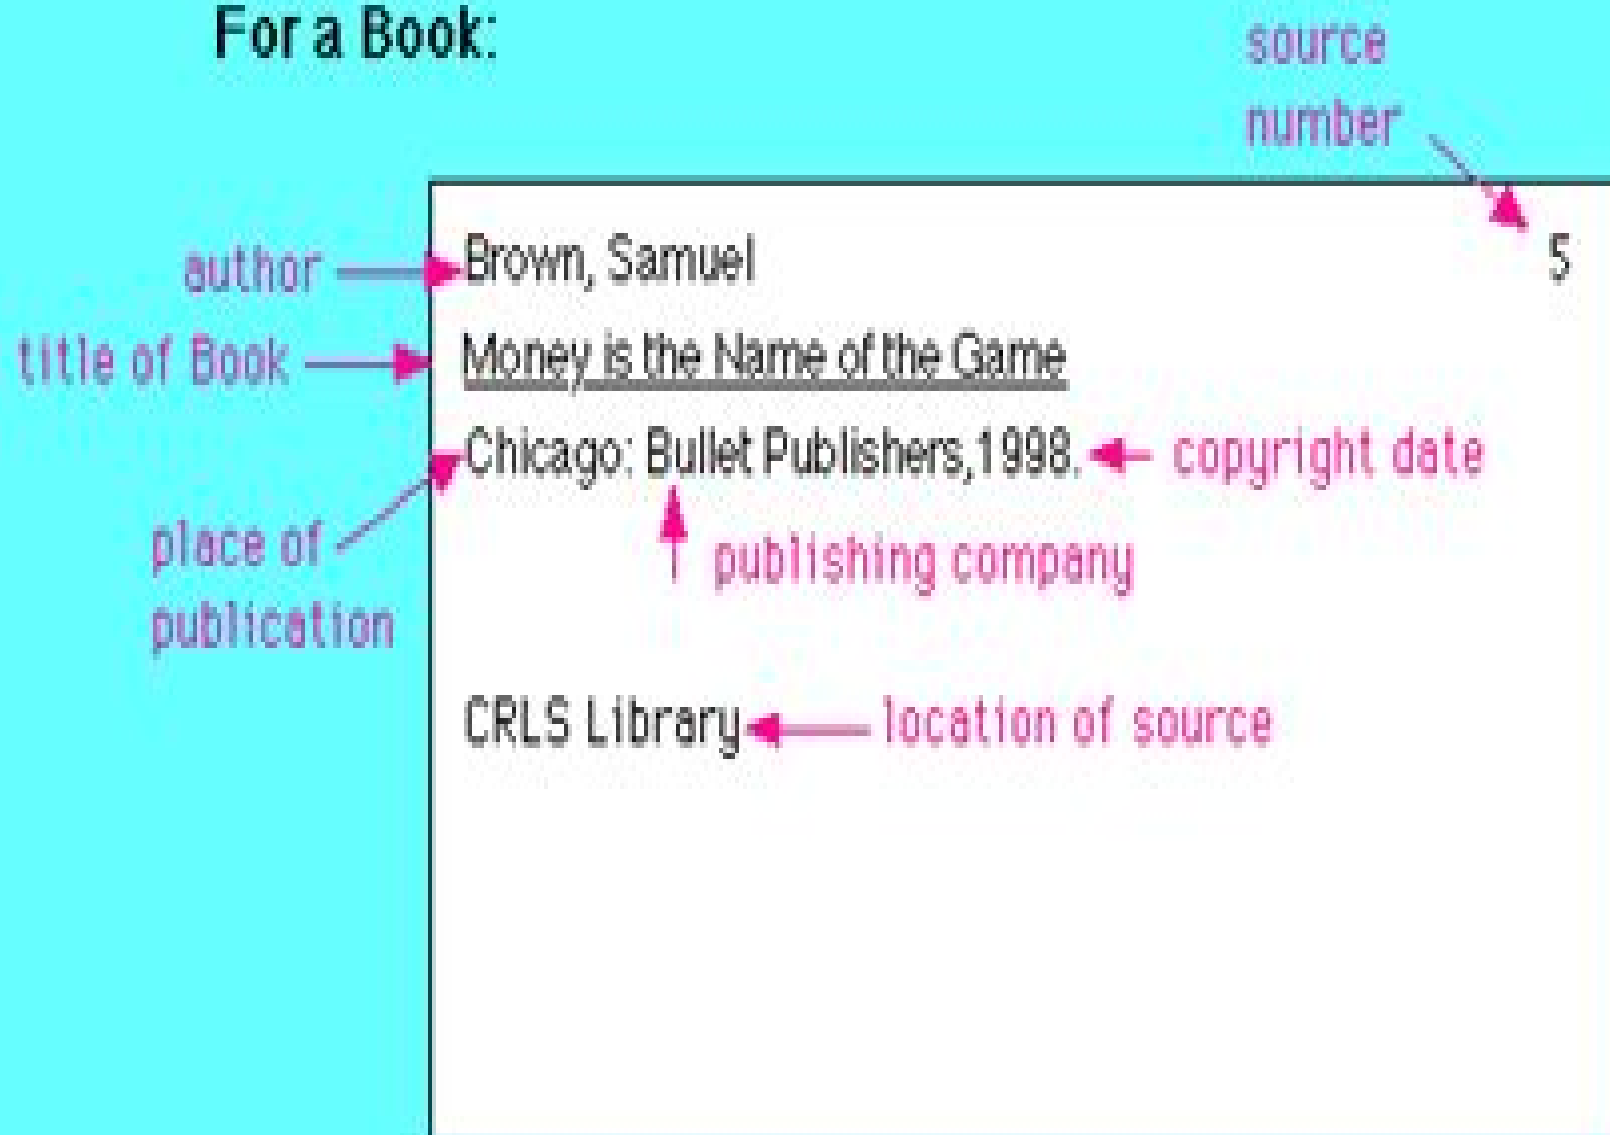 For a Book:
source
number
author
Brown, Samuel
5
title of Book
Money is the Name of the Game
Chicago: Bullet Publishers,1998.
copyright date
place of
publication
publishing company
CRLS Library
location of source